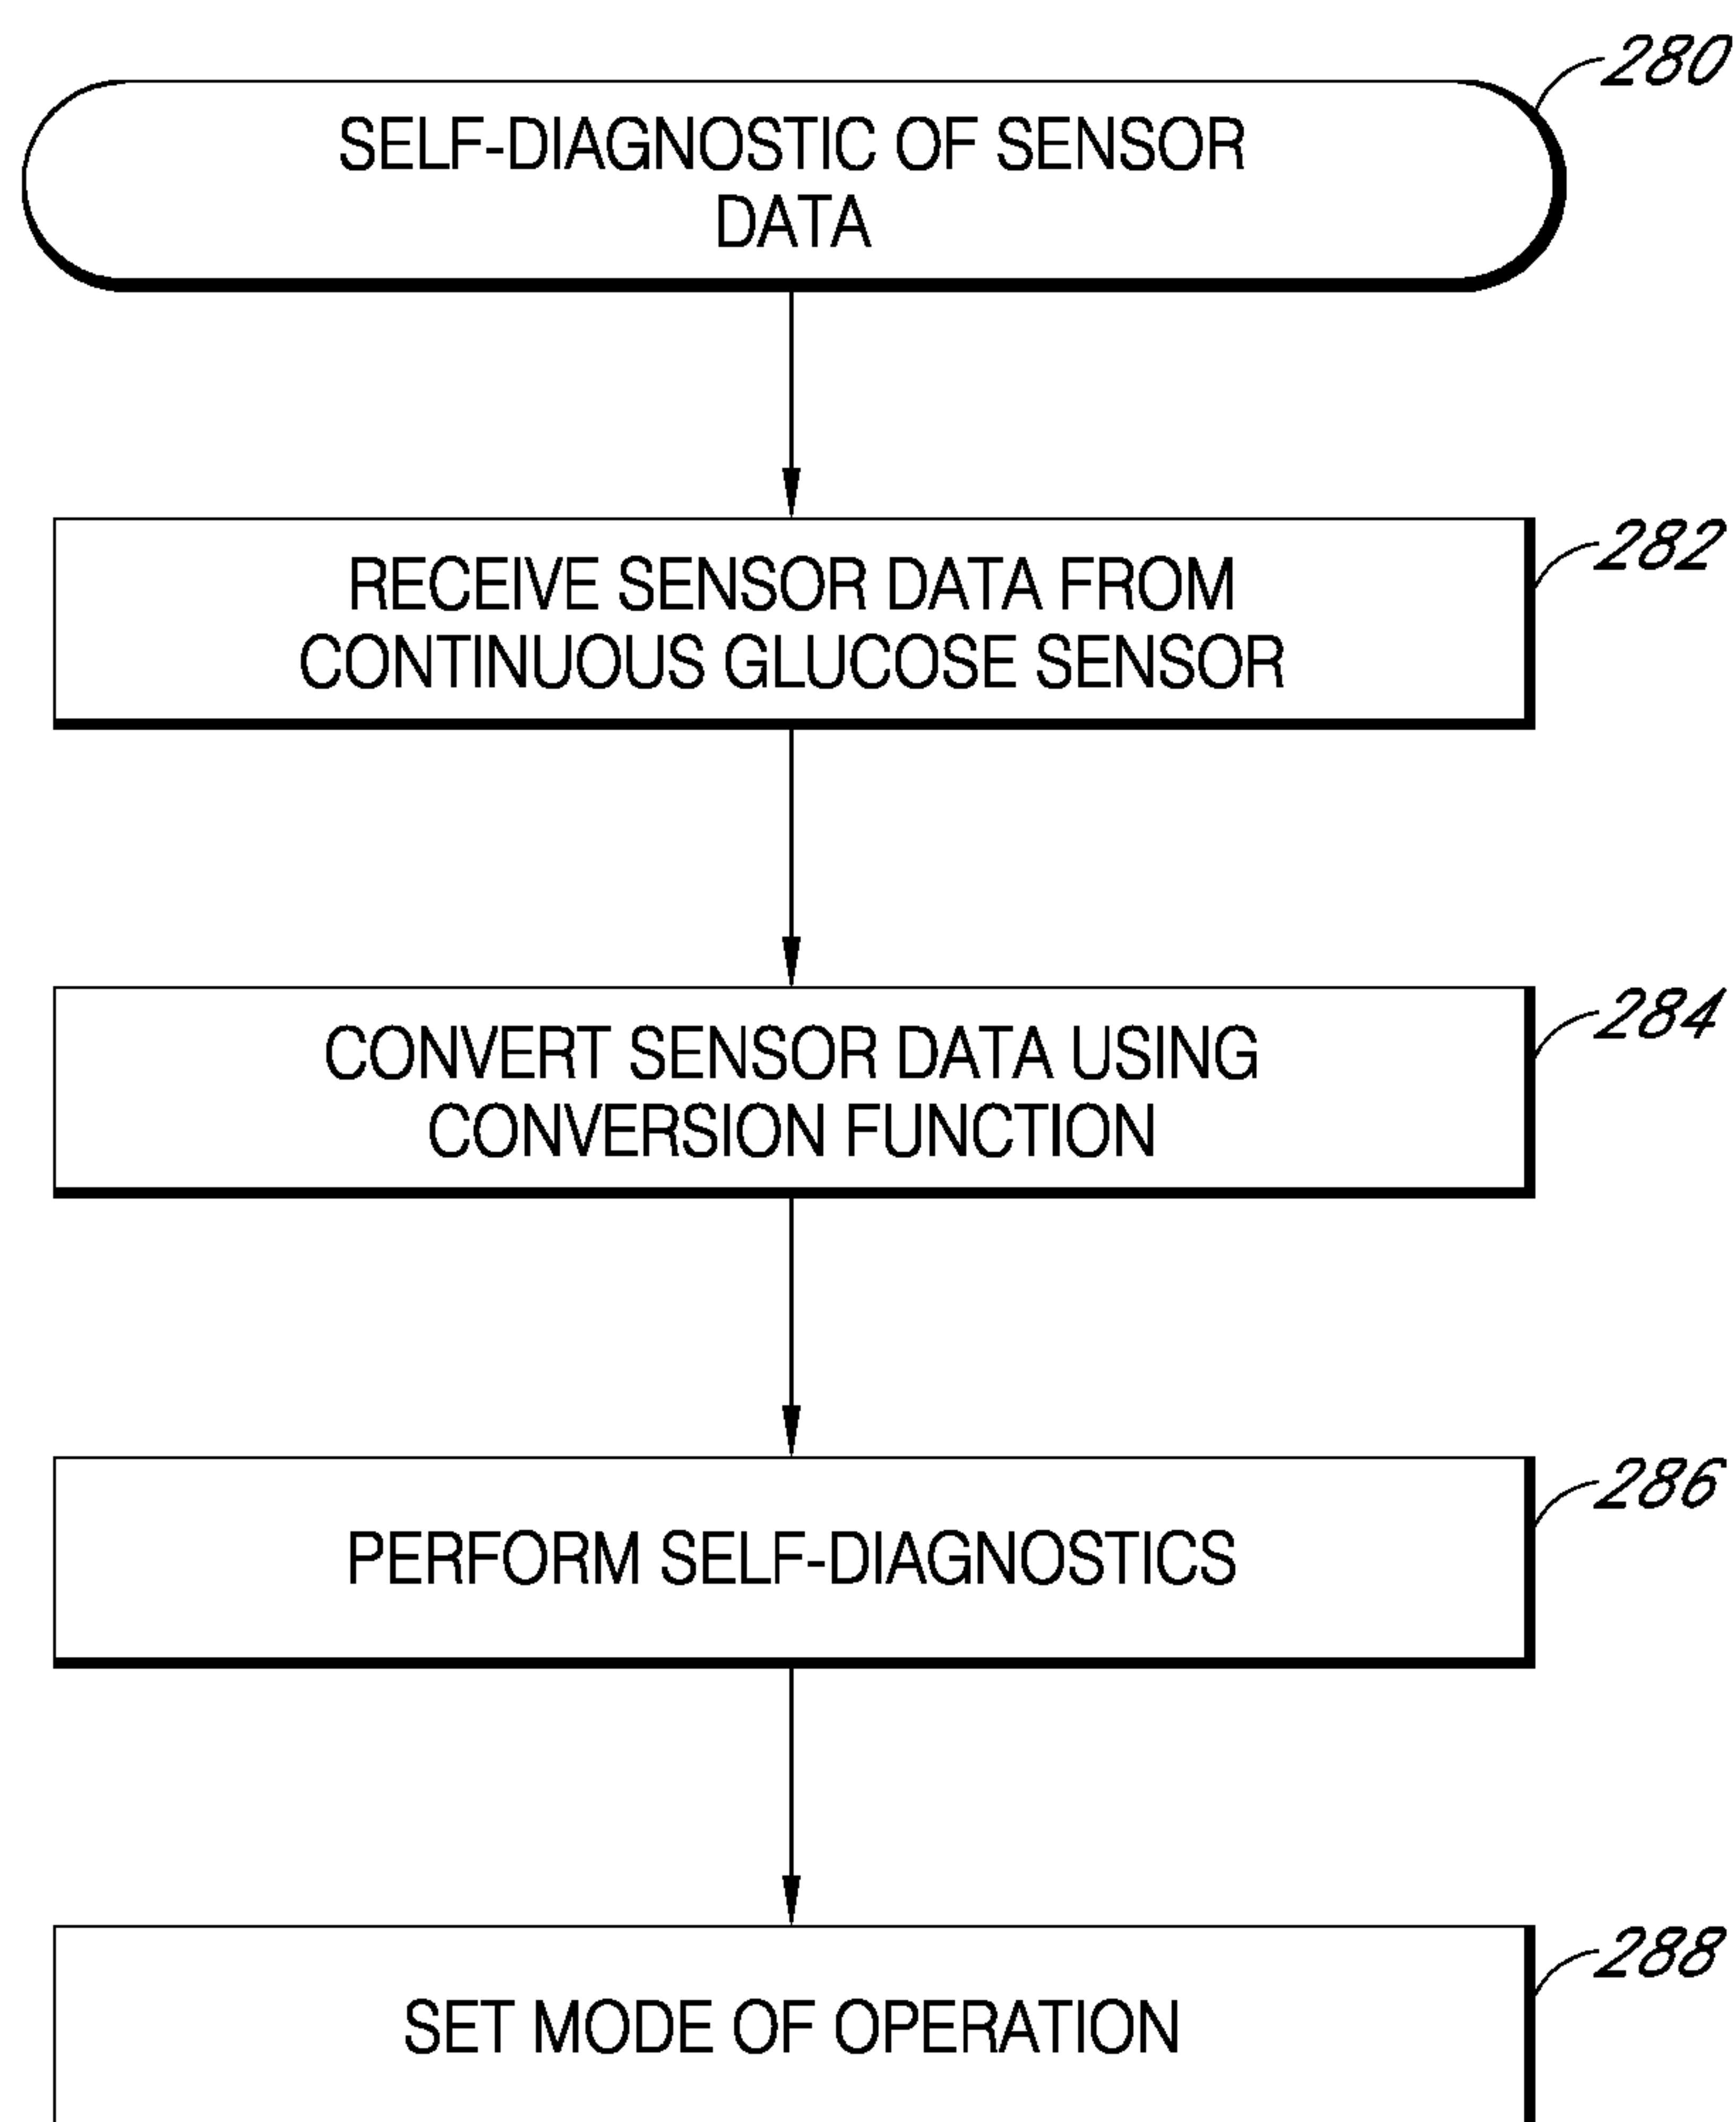 280
SELF-DIAGNOSTIC OF SENSOR
DATA
282
RECEIVE SENSOR DATA FROM
CONTINUOUS GLUCOSE SENSOR
284
CONVERT SENSOR DATA USING
CONVERSION FUNCTION
286
PERFORM SELF-DIAGNOSTICS
288
SET MODE OF OPERATION